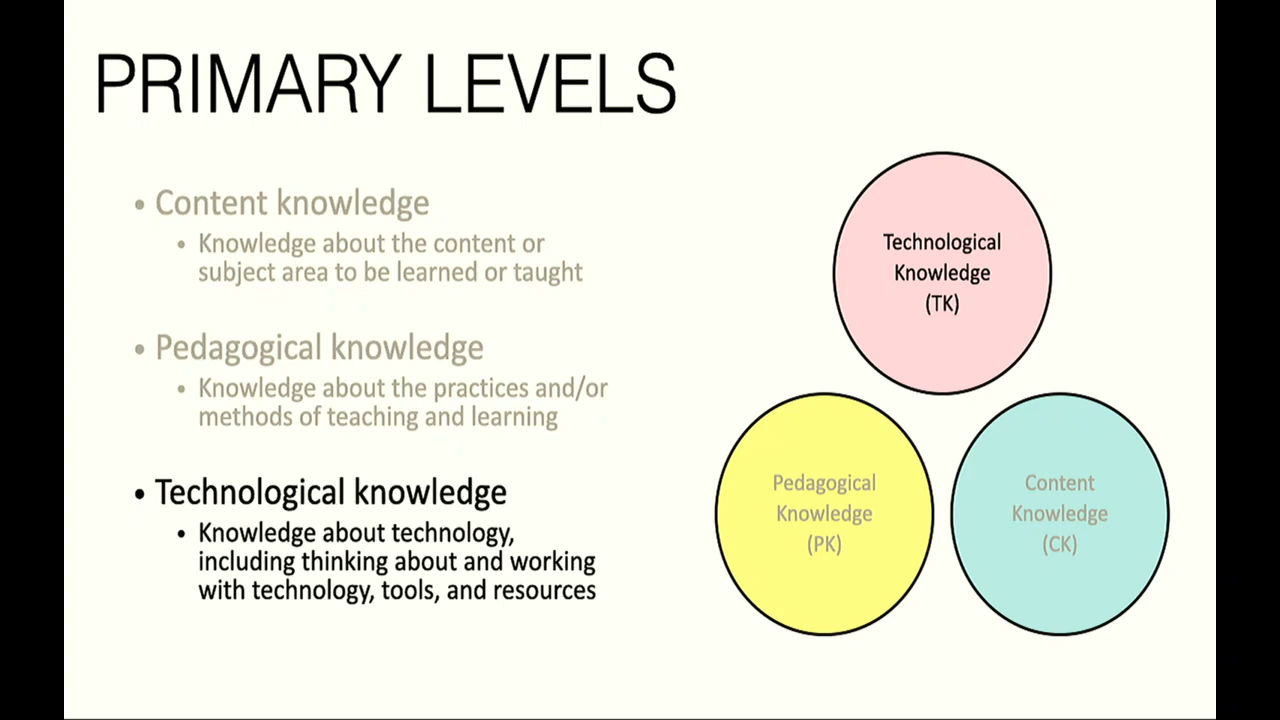 PRIMARY LEVELS
• Content knowledge
• Knowledge about the content or
subject area to be learned or taught
• Pedagogical knowledge
• Knowledge about the practices and/or
methods of teaching and learning
• Technological knowledge
• Knowledge about technology,
including thinking about and working
with technology, tools, and resources
Technological
Knowledge
(TK)
Pedagogical
Knowledge
(PK)
Content
Knowledge
(CK)